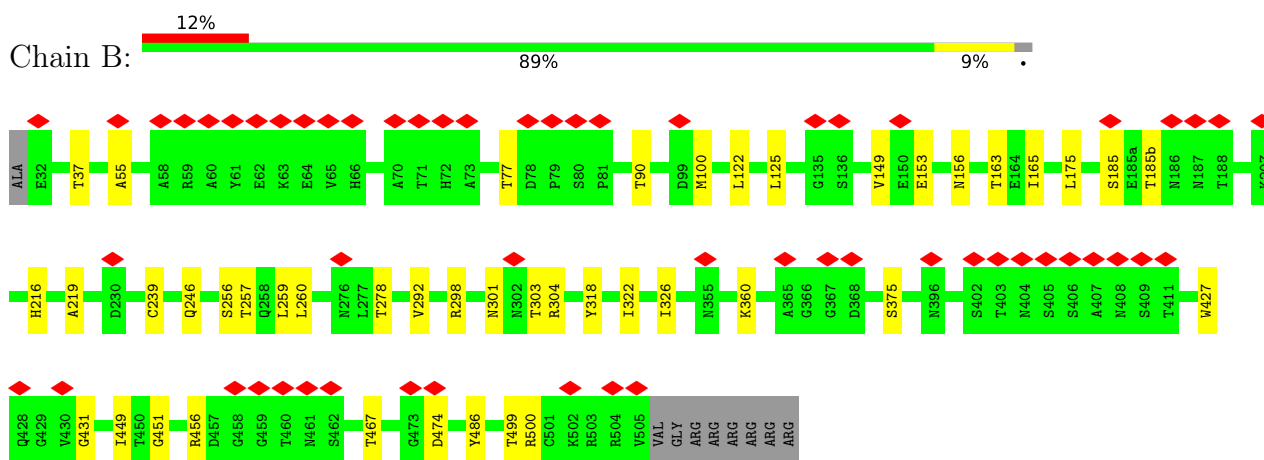 12%
Chain B:
89% 9% •
ALA E32 T37 A55 A58 R59 A60 Y61 E62 K63 E64 V65 H66 A70 T71 H72 A73 T77 D78 P79 S80 P81 T90 D99 M100 L122 L125 G135 S136 V149 E150 E153 N156 T163 E164 I165 L175 S185 E185a T185b N186 N187 T188
H216 A219 D230 C239 Q246 S256 T257 Q258 L259 L260 N276 L277 T278 V292 R298 N301 N302 T303 R304 Y318 I322 I326 N355 K360 A365 G366 G367 D368 S375 N396 S402 T403 N404 S405 S406 A407 N408 S409 T411 W427
Q428 G429 V430 G431 I449 T450 G451 R456 D457 G458 G459 T460 N461 S462 T467 G473 D474 Y486 T499 R500 C501 K502 R503 R504 V505 VAL GLY ARG ARG ARG ARG ARG ARG